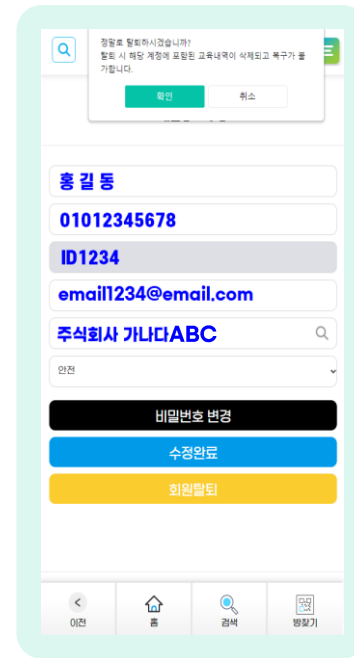 정말로 탈퇴하시겠습니까?
탈퇴 시 해당 계정에 포함된 교육내역이 삭제되고 복구가 불
가합니다.
확인 취소
홍길동
01012345678
ID1234
email1234@email.com
주식회사 가나다ABC
안전
비밀번호 변경
수정완료
회원탈퇴
이전 홈 검색 방찾기